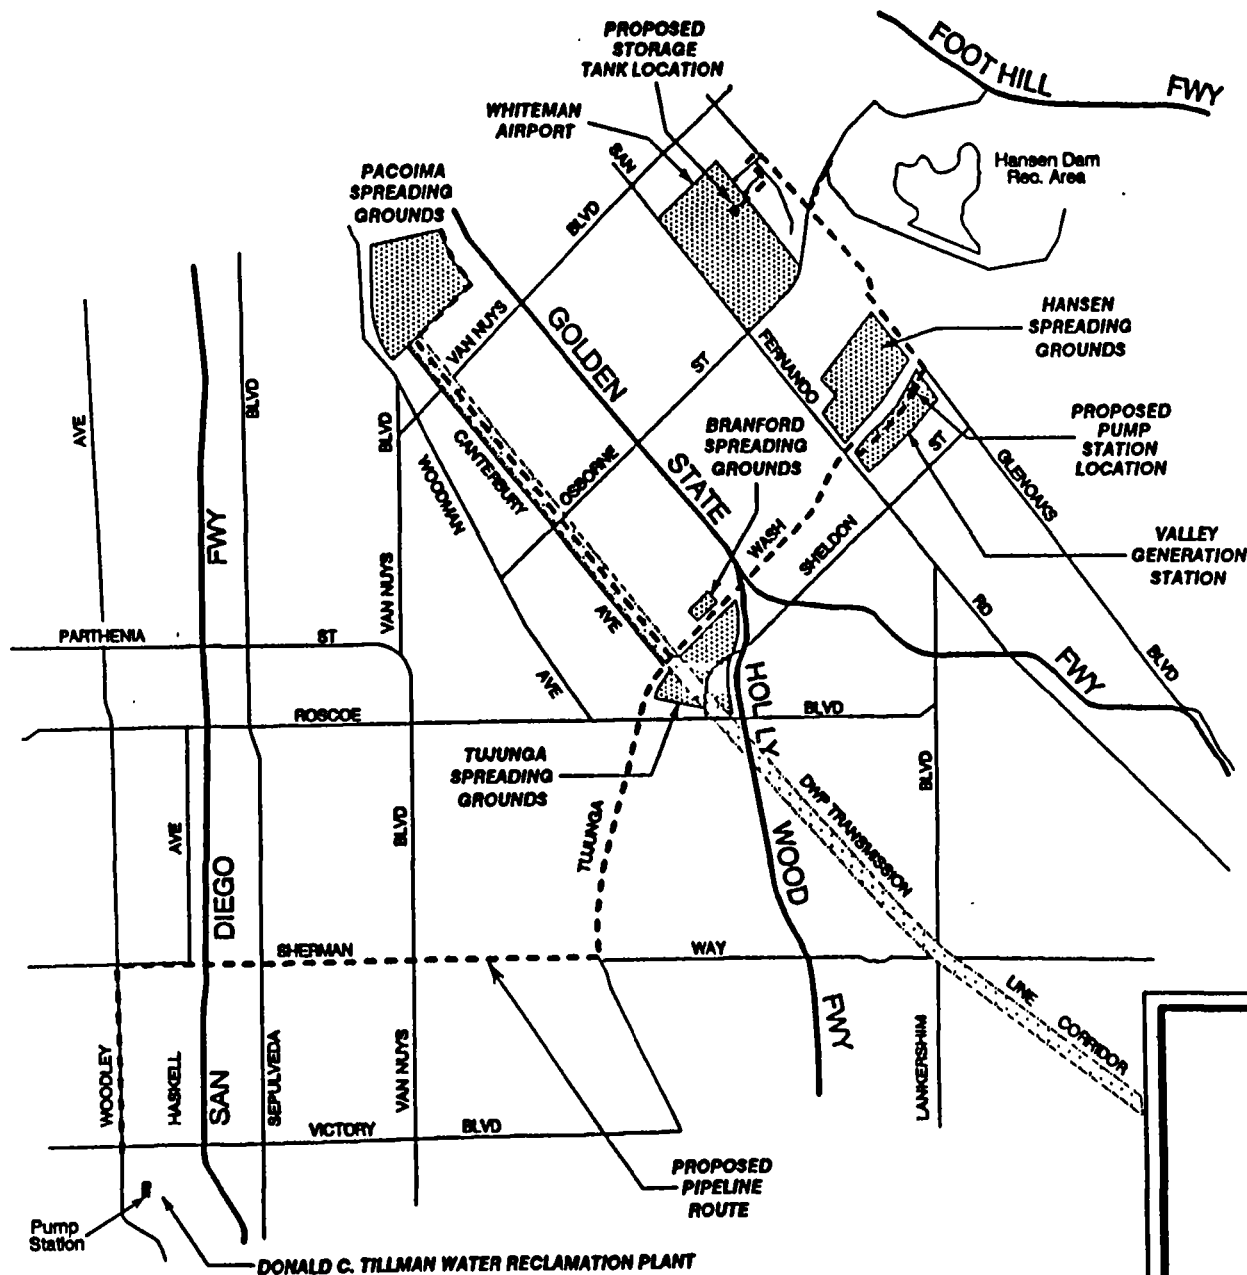 PROPOSED
STORAGE
TANK LOCATION
FOOT HILL
FWY
WHITEMAN
AIRPORT
SAN
Hansen Dam
Rec. Area
PACOIMA
SPREADING
GROUNDS
BLVD
HANSEN
SPREADING
GROUNDS
VAN NUYS
GOLDEN
FERNANDO
ST
AVE
BLVD
BLVD
CANTERBURY
WOODMAN
OSBORNE
BRANFORD
SPREADING
GROUNDS
STATE
PROPOSED
PUMP
STATION
LOCATION
ST
GLENOAKS
FWY
VAN NUYS
WASH
SHELDON
VALLEY
GENERATION
STATION
AVE
RD
PARTHENIA
ST
AVE
HOLLY
FWY
BLVD
ROSCOE
BLVD
TUJUNGA
SPREADING
GROUNDS
AVE
BLVD
TUJUNGA
WOOD
DWP TRANSMISSION
BLVD
DIEGO
SHERMAN
WAY
LINE
CORRIDOR
FWY
WOODLEY
HASKELL
SAN
SEPULVEDA
VAN NUYS
LANKERSHIM
VICTORY
BLVD
PROPOSED
PIPELINE
ROUTE
Pump
Station
DONALD C. TILLMAN WATER RECLAMATION PLANT